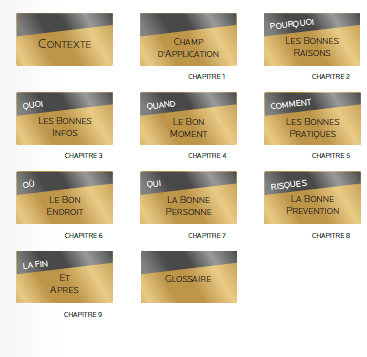 CONTEXTE
CHAMP
D'APPLICATION
CHAPITRE 1
POURQUOI
LES BONNES
RAISONS
CHAPITRE 2
QUOI
LES BONNES
INFOS
CHAPITRE 3
QUAND
LE BON
MOMENT
CHAPITRE 4
COMMENT
LES BONNES
PRATIQUES
CHAPITRE 5
OÙ
LE BON
ENDROIT
CHAPITRE 6
QUI
LA BONNE
PERSONNE
CHAPITRE 7
RISQUES
LA BONNE
PREVENTION
CHAPITRE 8
LA FIN
ET
APRES
CHAPITRE 9
GLOSSAIRE